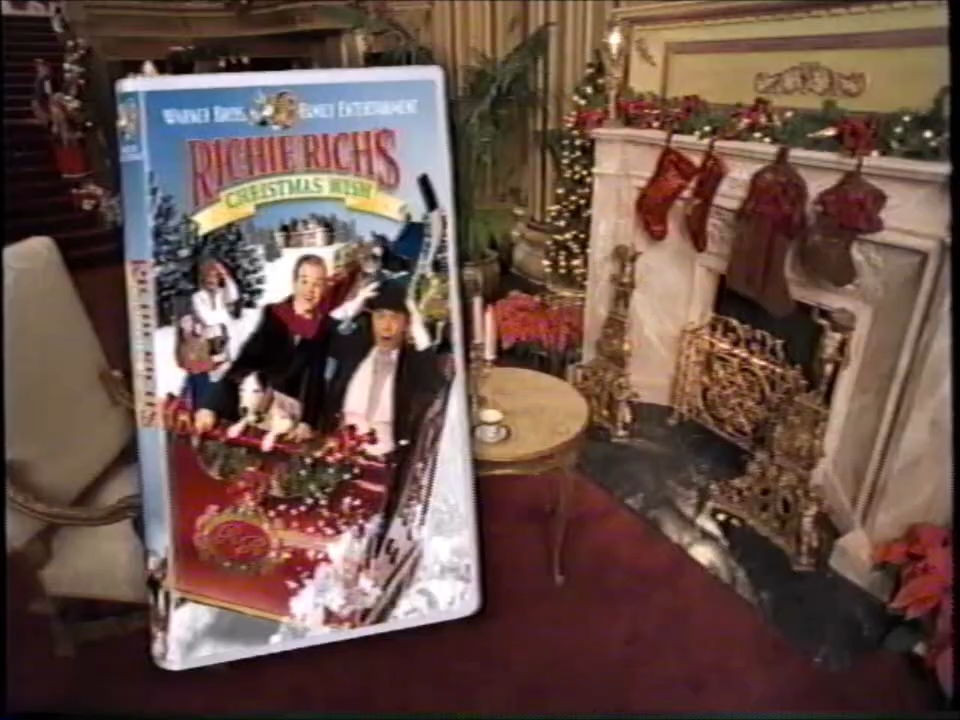 WARNER BROS. FAMILY ENTERTAINMENT
RICHIE RICH'S
CHRISTMAS WISH